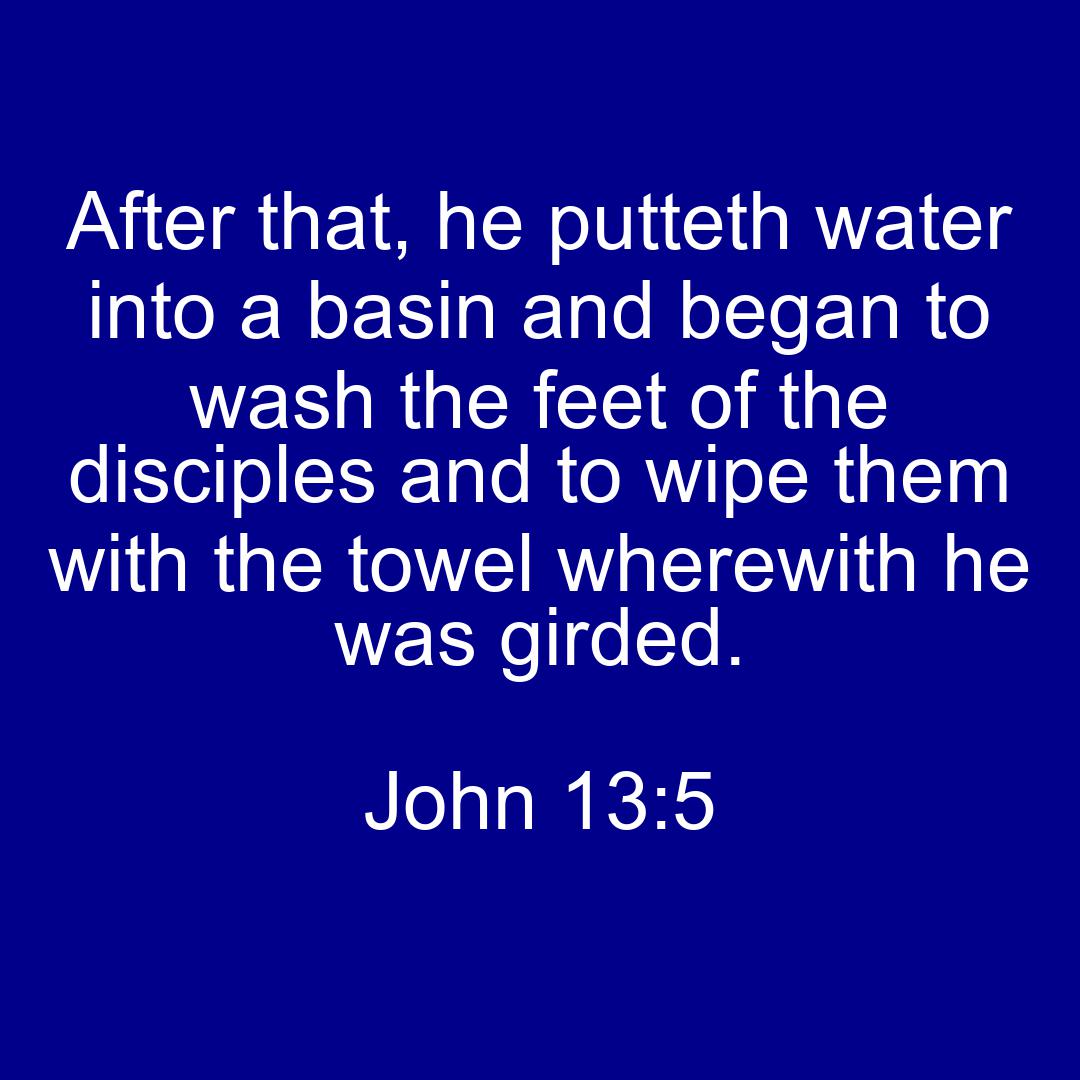 After that, he putteth water
into a basin and began to
wash the feet of the
disciples and to wipe them
with the towel wherewith he
was girded.
John 13:5